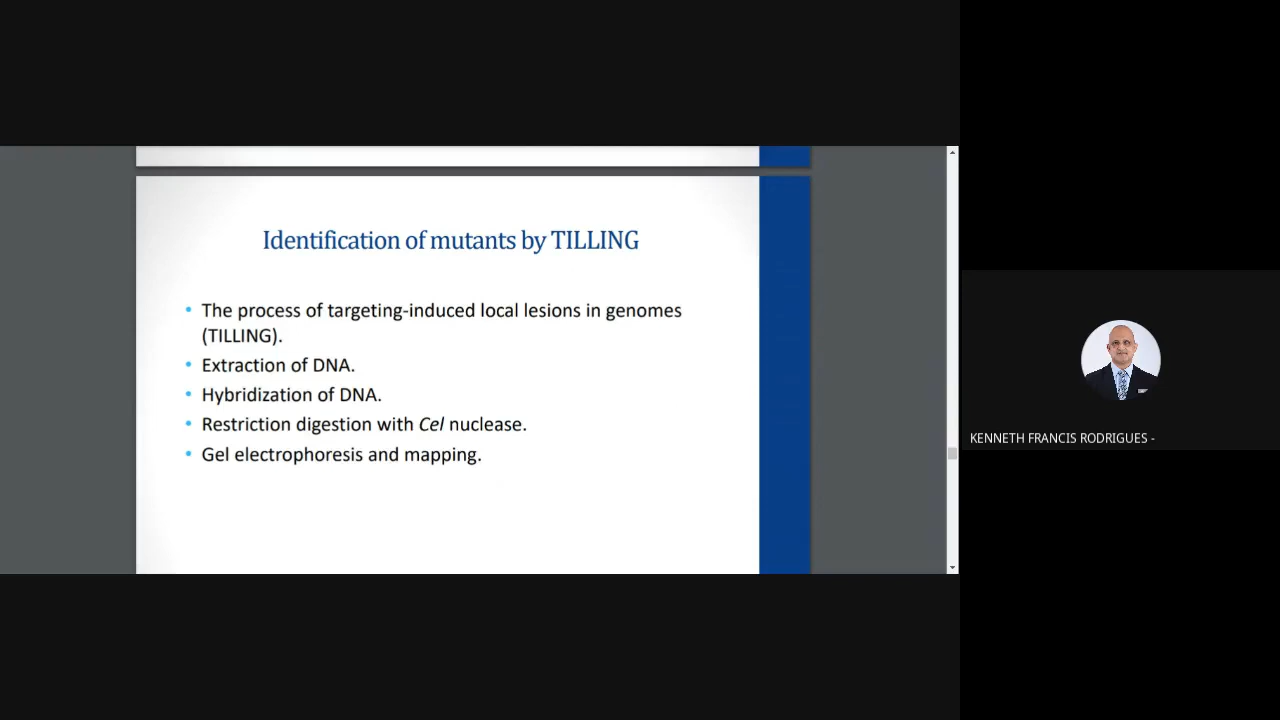 Identification of mutants by TILLING
• The process of targeting-induced local lesions in genomes
(TILLING).
• Extraction of DNA.
• Hybridization of DNA.
• Restriction digestion with Cel nuclease.
• Gel electrophoresis and mapping.
KENNETH FRANCIS RODRIGUES -